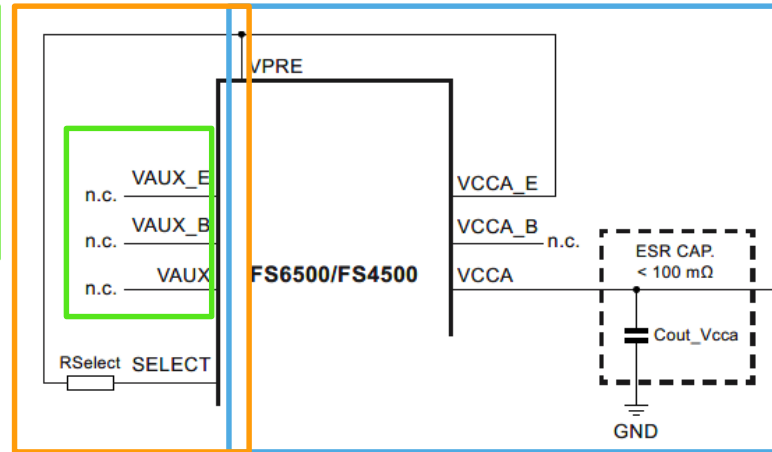 VPRE
VAUX_E
n.c.
VAUX_B
n.c.
VAUX
n.c.
RSelect SELECT
FS6500/FS4500
VCCA_E
VCCA_B
n.c.
VCCA
ESR CAP.
< 100 mΩ
Cout_Vcca
GND